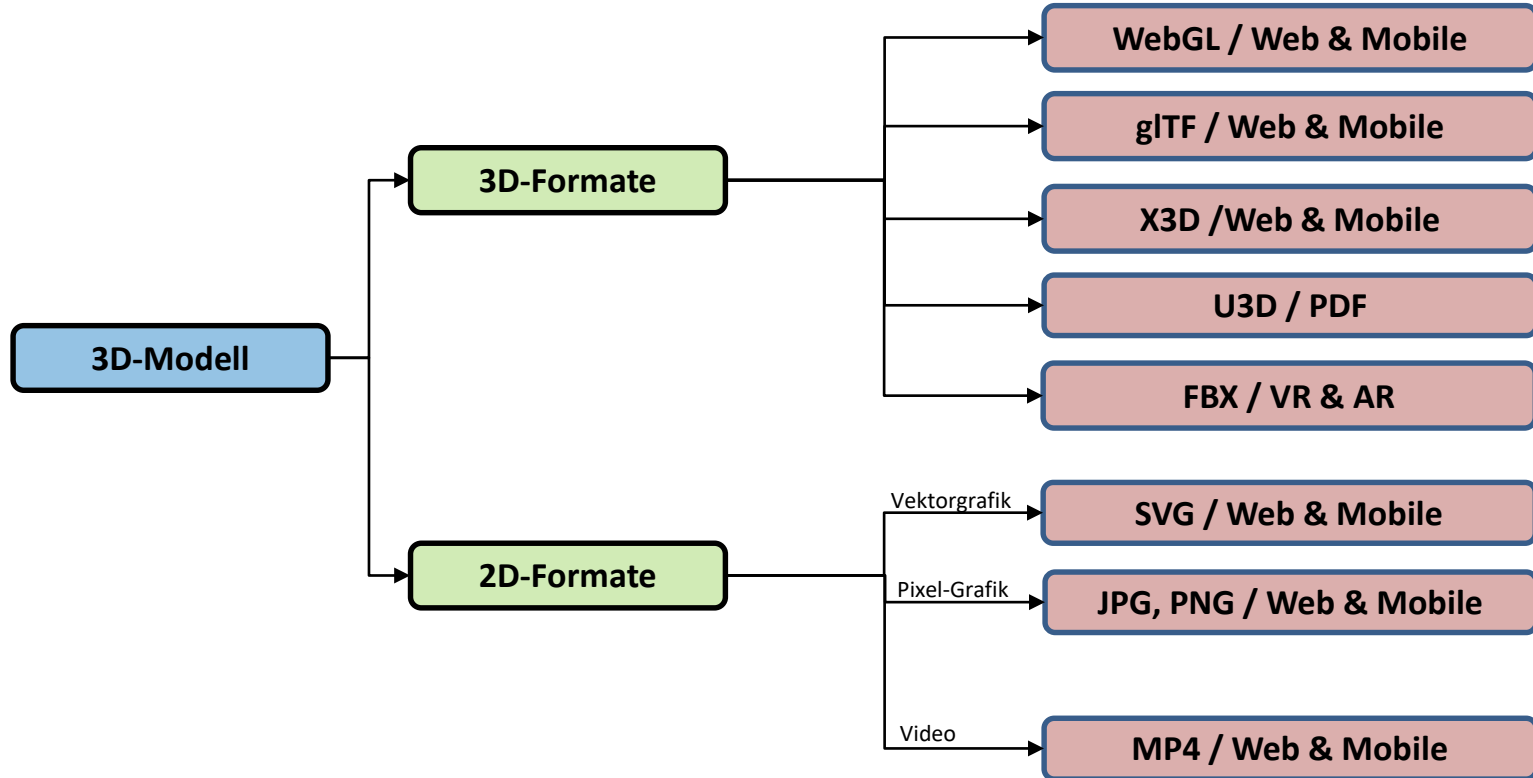 WebGL / Web & Mobile
glTF / Web & Mobile
3D-Formate
X3D /Web & Mobile
U3D / PDF
3D-Modell
FBX / VR & AR
Vektorgrafik
SVG / Web & Mobile
2D-Formate
Pixel-Grafik
JPG, PNG / Web & Mobile
Video
MP4 / Web & Mobile